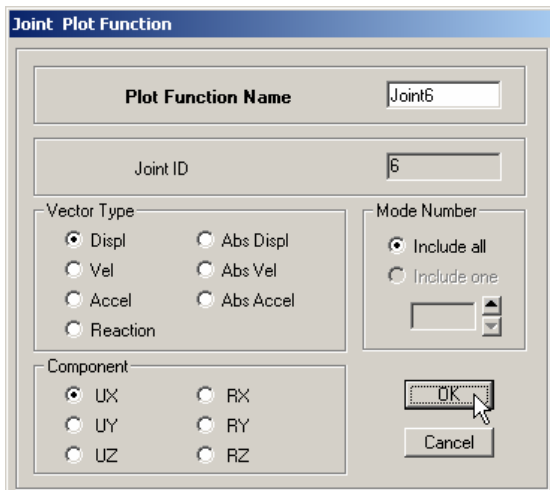 Joint Plot Function
Plot Function Name Joint6
Joint ID 6
Vector Type
Displ Abs Displ
Vel Abs Vel
Accel Abs Accel
Reaction
Mode Number
Include all
Include one
Component
UX RX
UY RY
UZ RZ
OK
Cancel